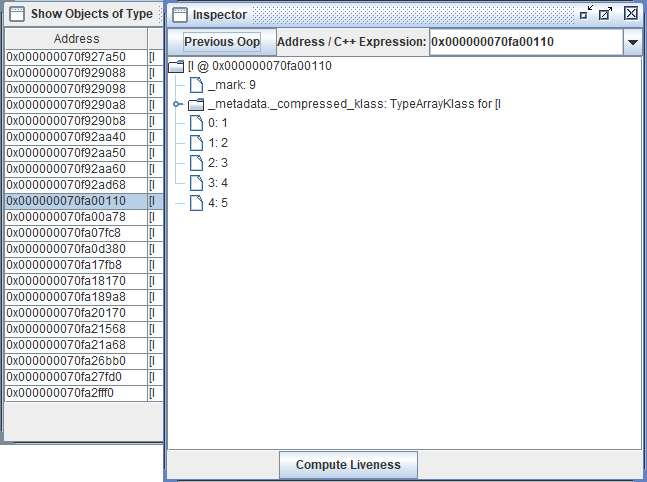 Show Objects of Type
Address
0x000000070f927a50 [I
0x000000070f929088 [I
0x000000070f929098 [I
0x000000070f9290a8 [I
0x000000070f9290b8 [I
0x000000070f92aa40 [I
0x000000070f92aa50 [I
0x000000070f92aa60 [I
0x000000070f92ad68 [I
0x000000070fa00110 [I
0x000000070fa00a78 [I
0x000000070fa07fc8 [I
0x000000070fa0d380 [I
0x000000070fa17fb8 [I
0x000000070fa18170 [I
0x000000070fa189a8 [I
0x000000070fa20170 [I
0x000000070fa21568 [I
0x000000070fa21a68 [I
0x000000070fa26bb0 [I
0x000000070fa27fd0 [I
0x000000070fa2fff0 [I
Inspector
Previous Oop Address / C++ Expression: 0x000000070fa00110
[I @ 0x000000070fa00110
_mark: 9
_metadata._compressed_klass: TypeArrayKlass for [I
0: 1
1: 2
2: 3
3: 4
4: 5
Compute Liveness